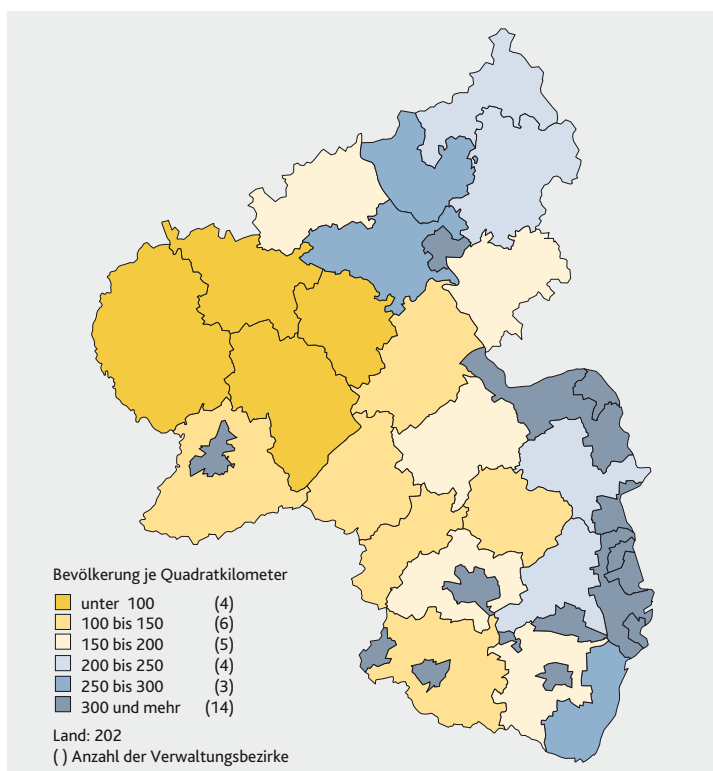 Bevölkerung je Quadratkilometer
unter 100 (4)
100 bis 150 (6)
150 bis 200 (5)
200 bis 250 (4)
250 bis 300 (3)
300 und mehr (14)
Land: 202
( ) Anzahl der Verwaltungsbezirke